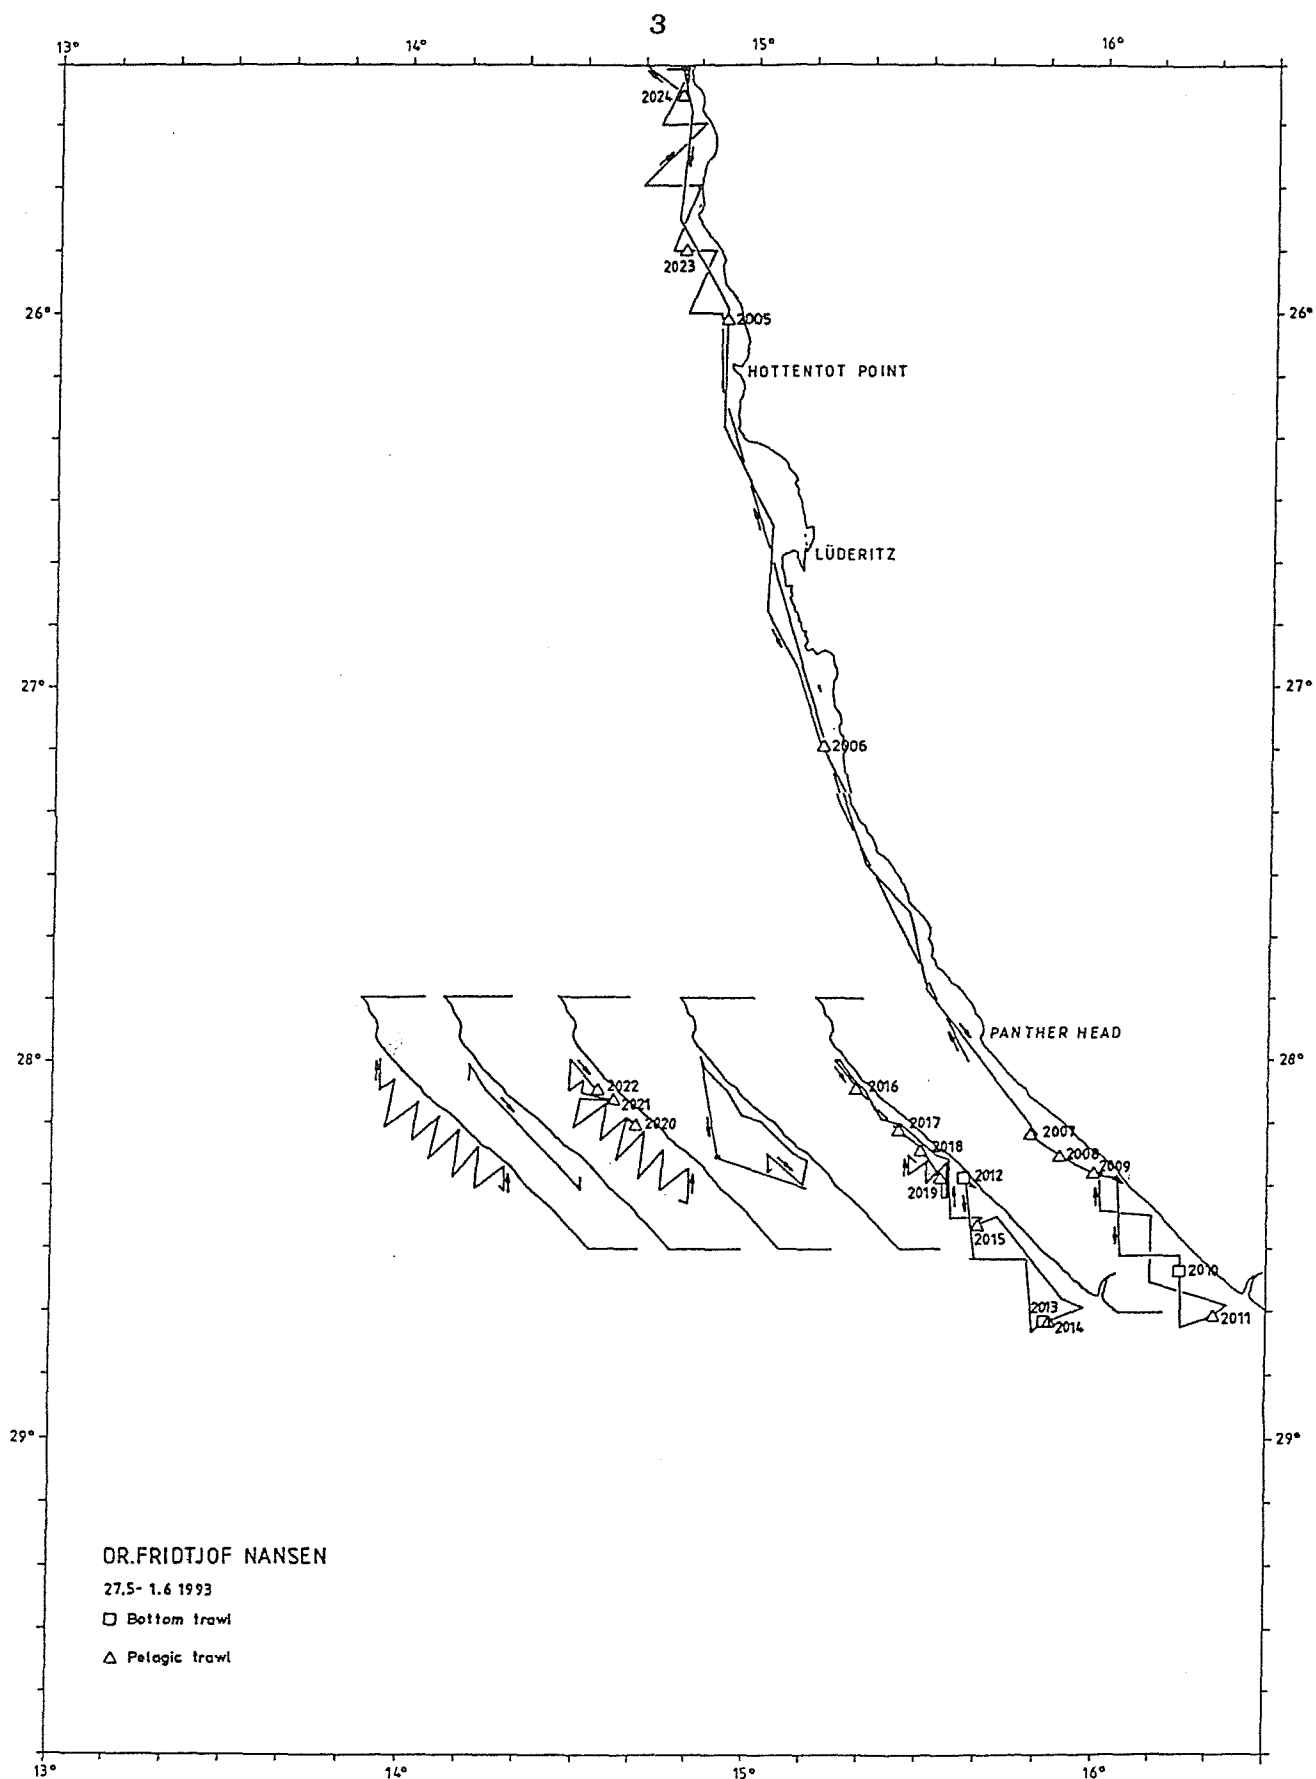 3
13° 14° 15° 16°
2024
2023
26° 26°
2005
HOTTENTOT POINT
LÜDERITZ
27° 27°
2006
PANTHER HEAD
28° 28°
2022
2021
2020
2016
2017
2018
2019
2012
2015
2013
2014
2007
2008
2009
2010
2011
29° 29°
DR.FRIDTJOF NANSEN
27.5- 1.6 1993
Bottom trawl
Pelagic trawl
13° 14° 15° 16°